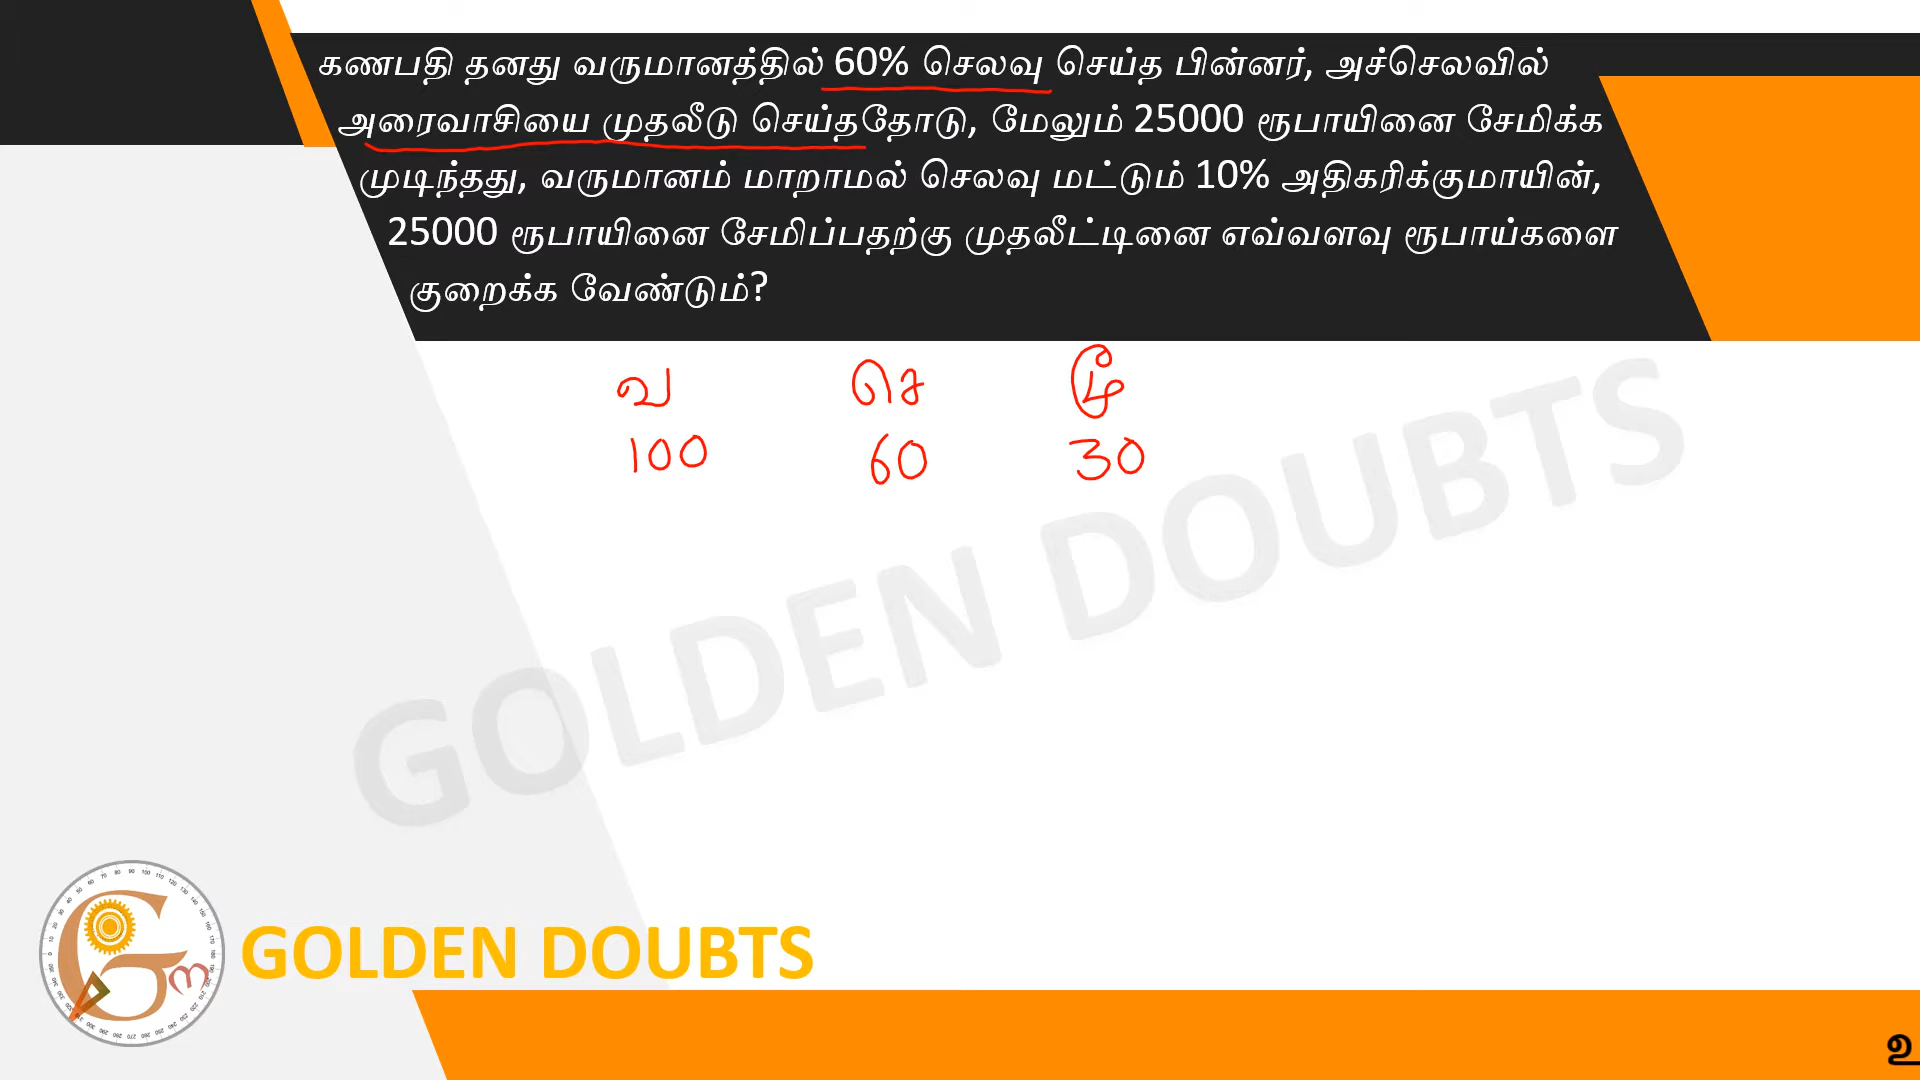 கணபதி தனது வருமானத்தில் 60% செலவு செய்த பின்னர், அச்செலவில்
அரைவாசியை முதலீடு செய்ததோடு, மேலும் 25000 ரூபாயினை சேமிக்க
முடிந்தது, வருமானம் மாறாமல் செலவு மட்டும் 10% அதிகரிக்குமாயின்,
25000 ரூபாயினை சேமிப்பதற்கு முதலீட்டினை எவ்வளவு ரூபாய்களை
குறைக்க வேண்டும்?
வ செ மீ
100 60 30
GOLDEN DOUBTS
GOLDEN DOUBTS
உ